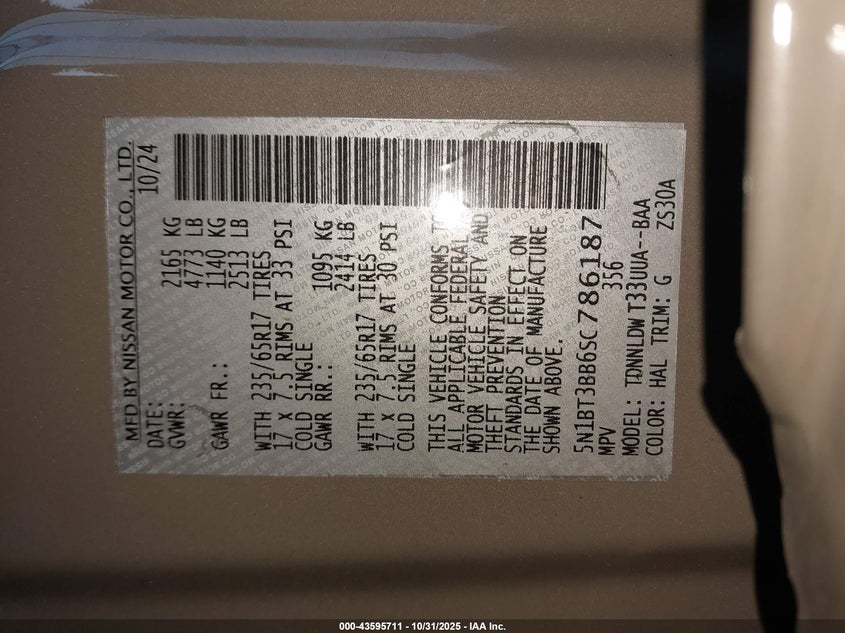 MFD BY NISSAN MOTOR CO., LTD.
DATE: 10/24
GVWR: 2165 KG
4773 LB
GAWR FR.: 1140 KG
2513 LB
WITH 235/65R17 TIRES
17 X 7.5 RIMS AT 33 PSI
COLD SINGLE
GAWR RR.: 1095 KG
2414 LB
WITH 235/65R17 TIRES
17 X 7.5 RIMS AT 30 PSI
COLD SINGLE
THIS VEHICLE CONFORMS TO
ALL APPLICABLE FEDERAL
MOTOR VEHICLE SAFETY AND
THEFT PREVENTION
STANDARDS IN EFFECT ON
THE DATE OF MANUFACTURE
SHOWN ABOVE.
5N1BT3BB6SC786187
MPV 356
MODEL: TDNNLDW T33UUA--BAA
COLOR: HAL TRIM: G ZS30A
000-43595711 - 10/31/2025 - IAA Inc.